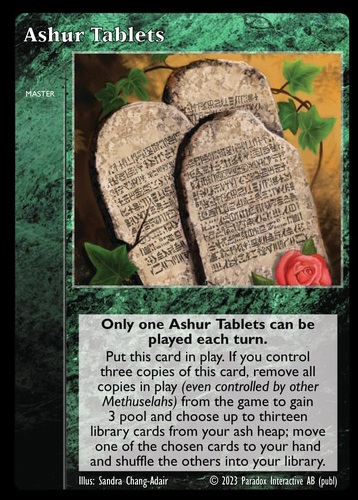 Ashur Tablets
MASTER
Only one Ashur Tablets can be
played each turn.
Put this card in play. If you control
three copies of this card, remove all
copies in play (even controlled by other
Methuselahs) from the game to gain
3 pool and choose up to thirteen
library cards from your ash heap; move
one of the chosen cards to your hand
and shuffle the others into your library.
Illus: Sandra Chang-Adair
© 2023 Paradox Interactive AB (publ)